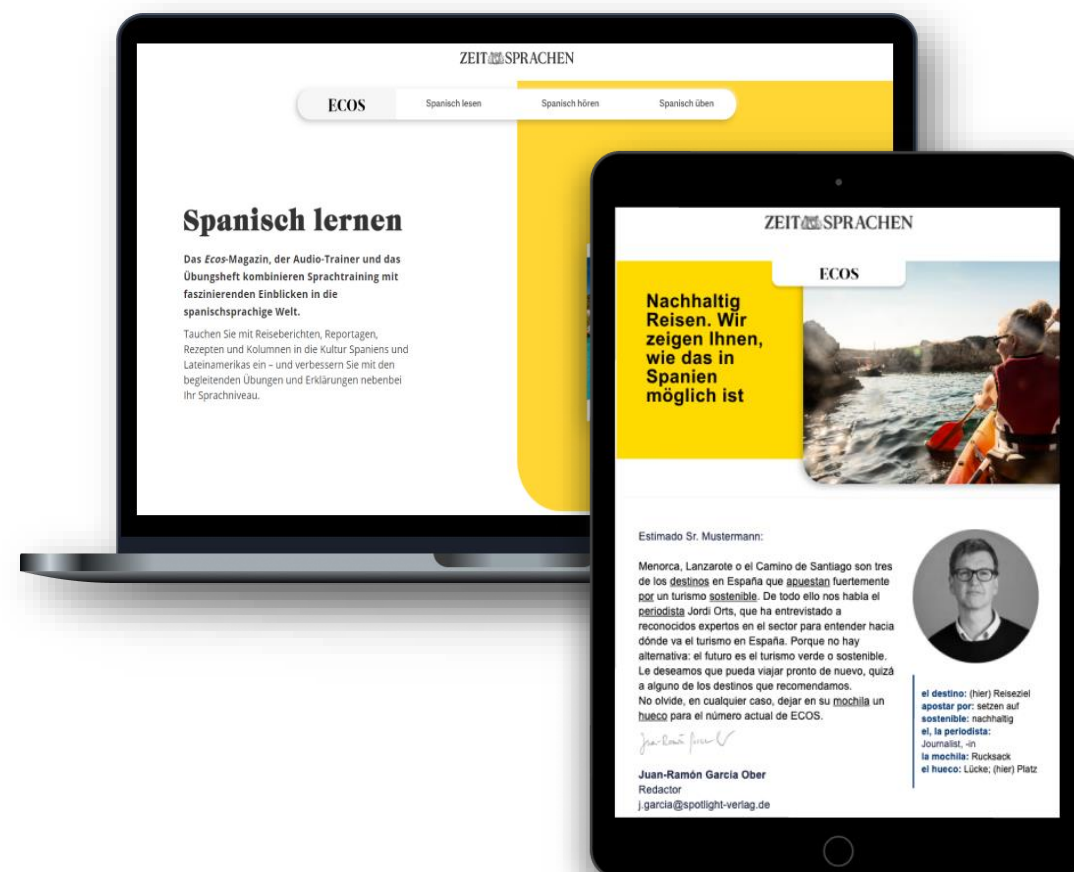 ZEIT SPRACHEN
ECOS
Spanisch lesen
Spanisch hören
Spanisch üben
Spanisch lernen
Das Ecos-Magazin, der Audio-Trainer und das
Übungsheft kombinieren Sprachtraining mit
faszinierenden Einblicken in die
spanischsprachige Welt.
Tauchen Sie mit Reiseberichten, Reportagen,
Rezepten und Kolumnen in die Kultur Spaniens und
Lateinamerikas ein – und verbessern Sie mit den
begleitenden Übungen und Erklärungen nebenbei
Ihr Sprachniveau.
ZEIT SPRACHEN
ECOS
Nachhaltig
Reisen. Wir
zeigen Ihnen,
wie das in
Spanien
möglich ist
Estimado Sr. Mustermann:
Menorca, Lanzarote o el Camino de Santiago son tres
de los destinos en España que apuestan fuertemente
por un turismo sostenible. De todo ello nos habla el
periodista Jordi Orts, que ha entrevistado a
reconocidos expertos en el sector para entender hacia
dónde va el turismo en España. Porque no hay
alternativa: el futuro es el turismo verde o sostenible.
Le deseamos que pueda viajar pronto de nuevo, quizá
a alguno de los destinos que recomendamos.
No olvide, en cualquier caso, dejar en su mochila un
hueco para el número actual de ECOS.
Juan-Ramón García Ober
Redactor
j.garcia@spotlight-verlag.de
el destino: (hier) Reiseziel
apostar por: setzen auf
sostenible: nachhaltig
el, la periodista:
Journalist, -in
la mochila: Rucksack
el hueco: Lücke; (hier) Platz